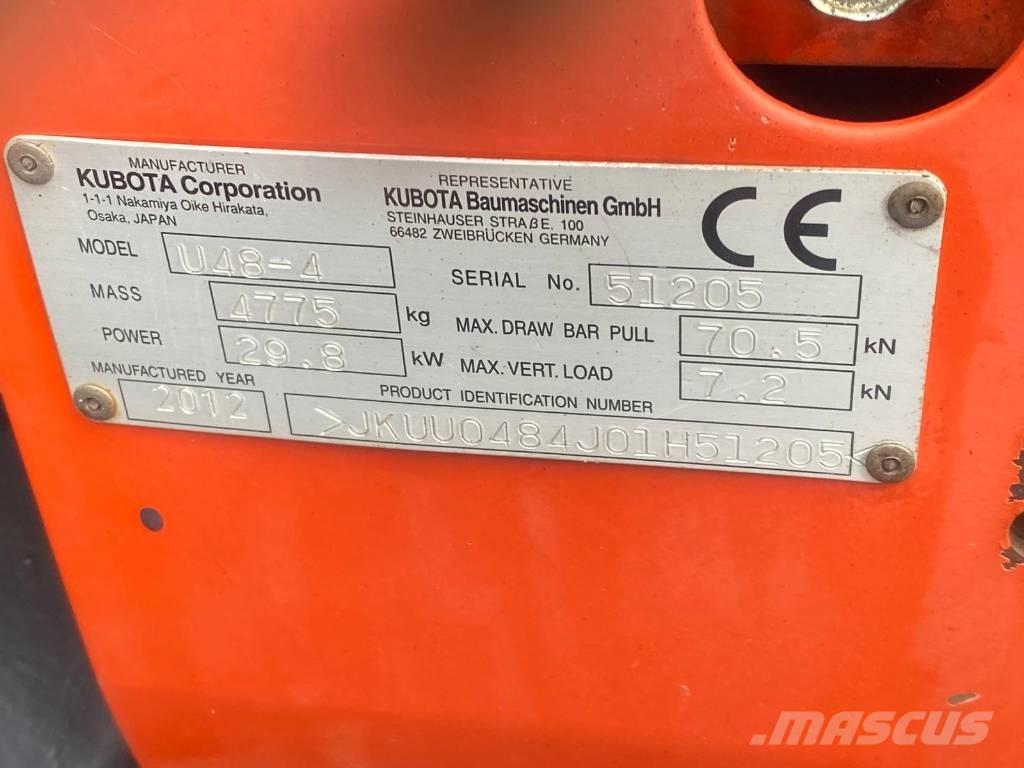 MANUFACTURER
KUBOTA Corporation
1-1-1 Nakamiya Oike Hirakata,
Osaka, JAPAN
REPRESENTATIVE
KUBOTA Baumaschinen GmbH
STEINHAUSER STRAßE. 100
66482 ZWEIBRÜCKEN GERMANY
CE
MODEL U48-4
SERIAL No. 51205
MASS 4775 kg
MAX. DRAW BAR PULL 70.5 kN
POWER 29.8 kW
MAX. VERT. LOAD 7.2 kN
MANUFACTURED YEAR
2012
PRODUCT IDENTIFICATION NUMBER
>JKUU0484J01H51205<
MASCUS